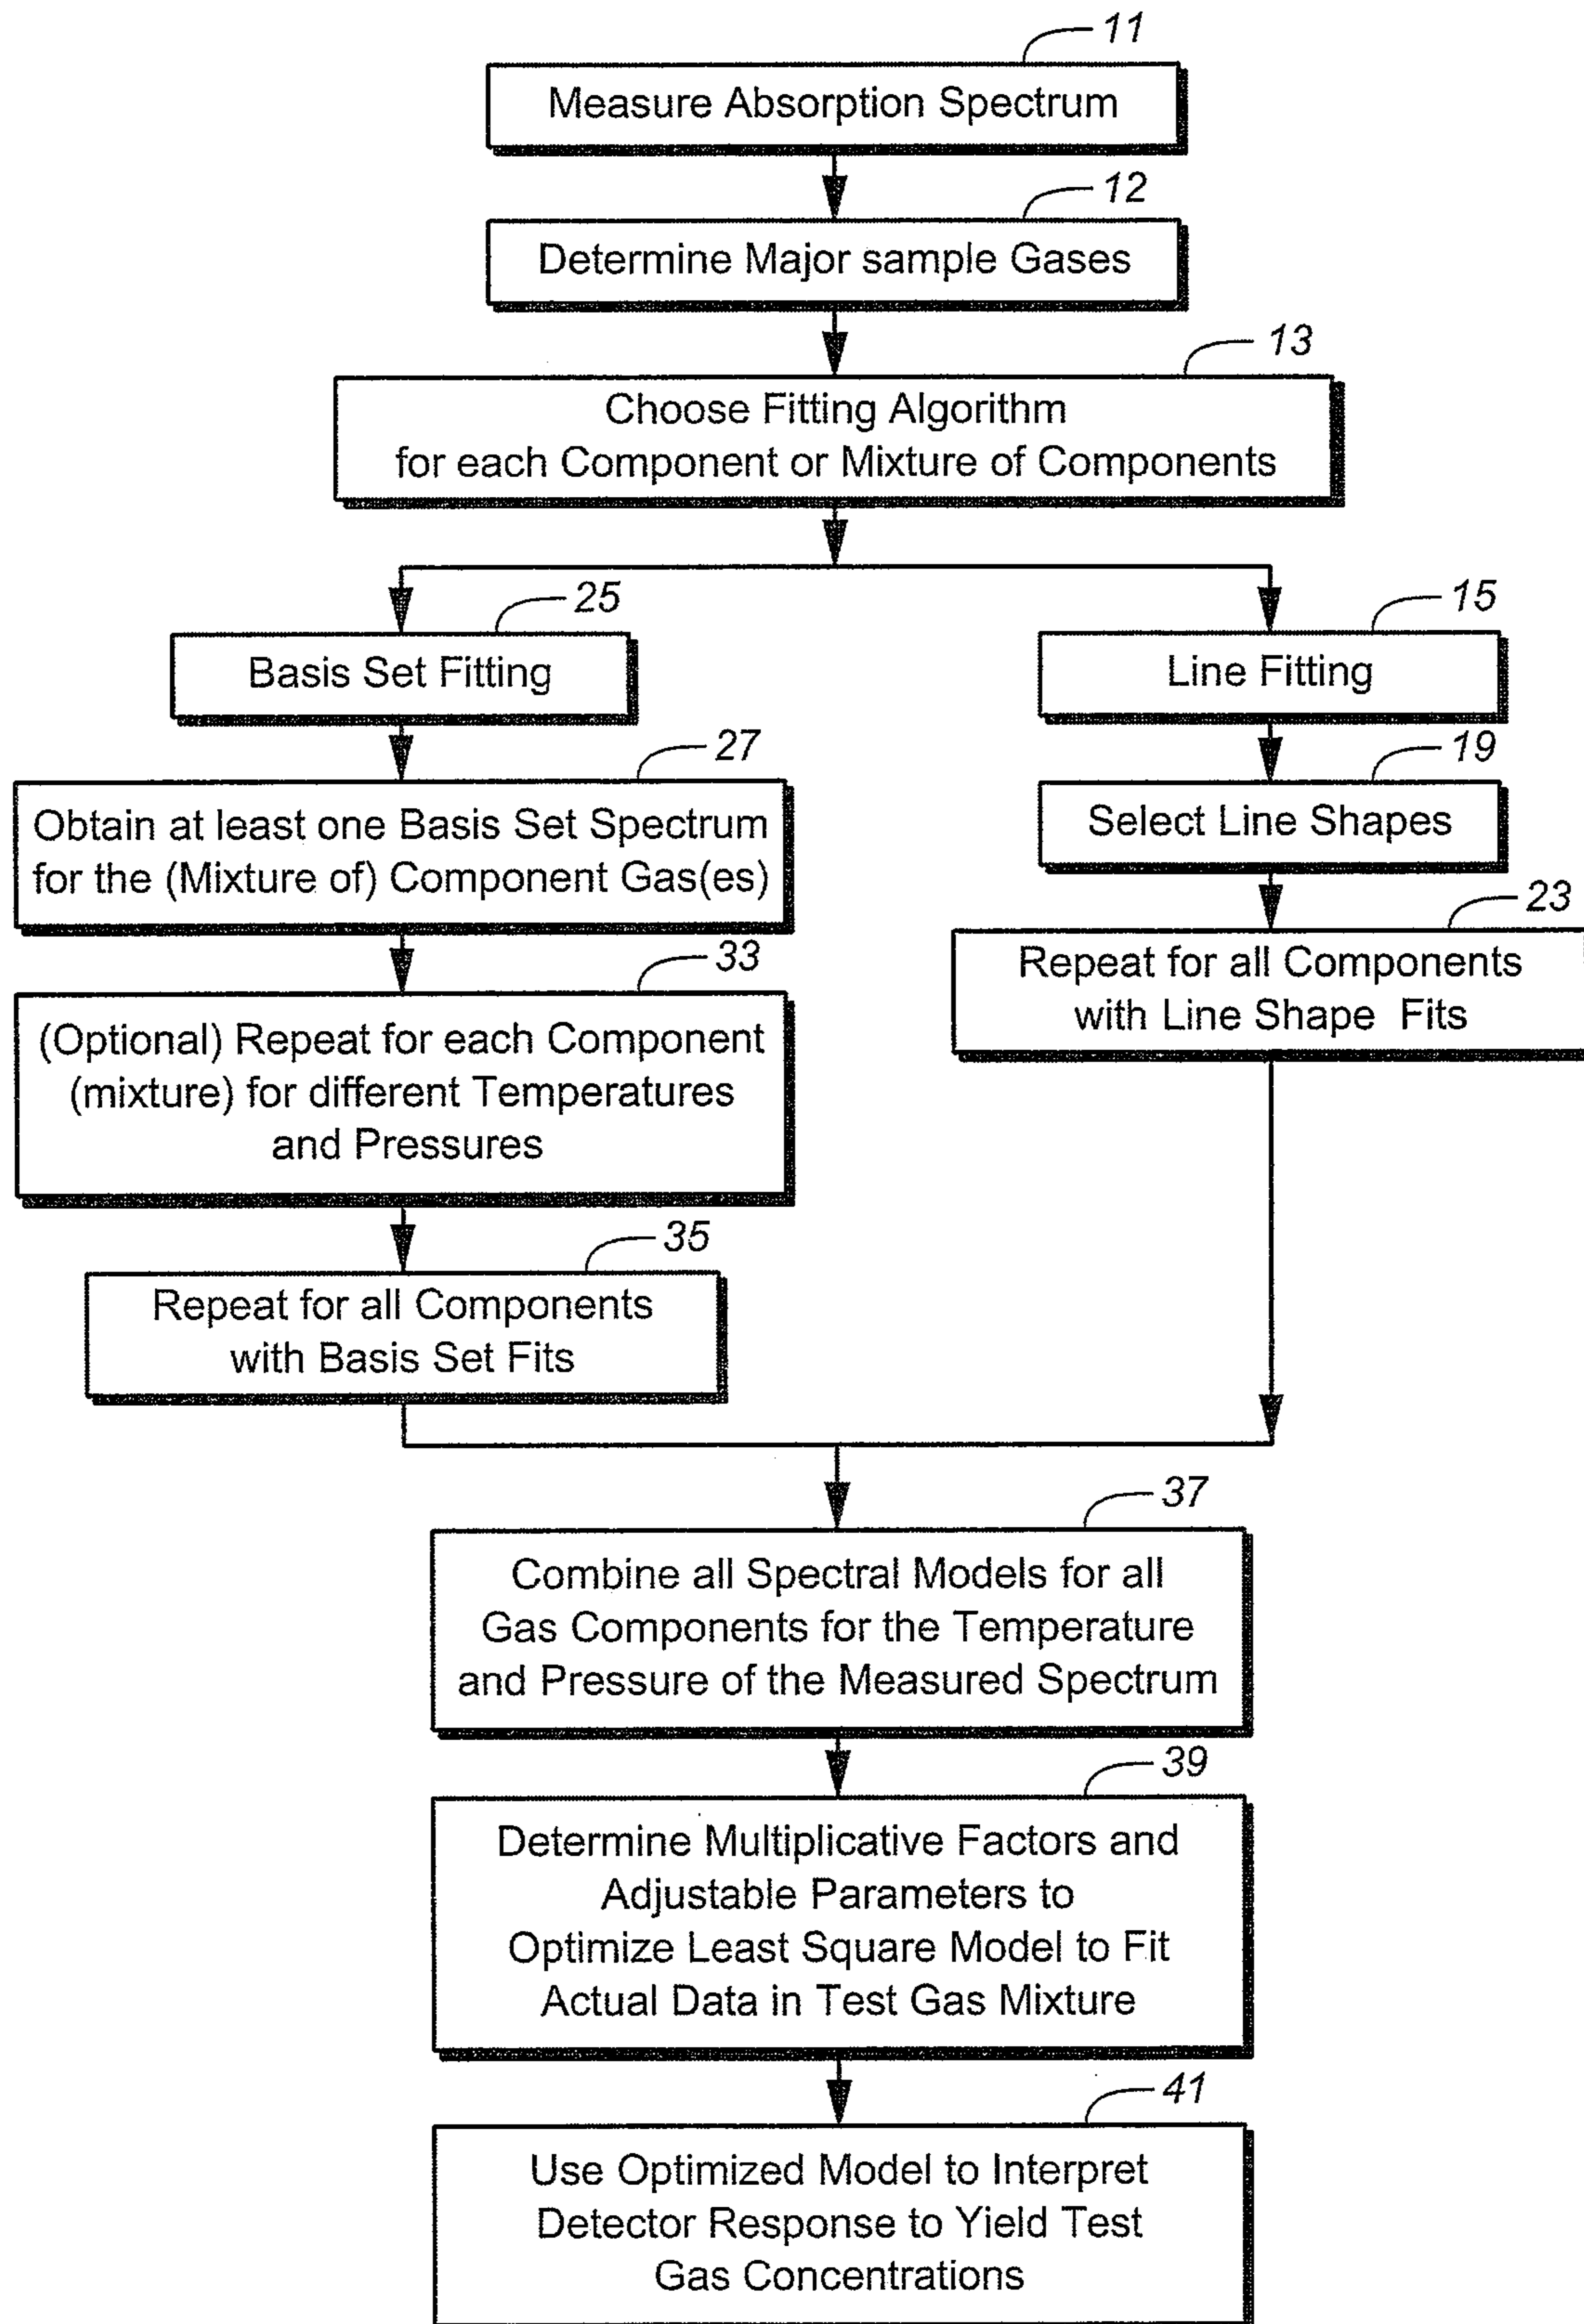 11
Measure Absorption Spectrum
12
Determine Major sample Gases
13
Choose Fitting Algorithm
for each Component or Mixture of Components
25
Basis Set Fitting
27
Obtain at least one Basis Set Spectrum
for the (Mixture of) Component Gas(es)
33
(Optional) Repeat for each Component
(mixture) for different Temperatures
and Pressures
35
Repeat for all Components
with Basis Set Fits
15
Line Fitting
19
Select Line Shapes
23
Repeat for all Components
with Line Shape Fits
37
Combine all Spectral Models for all
Gas Components for the Temperature
and Pressure of the Measured Spectrum
39
Determine Multiplicative Factors and
Adjustable Parameters to
Optimize Least Square Model to Fit
Actual Data in Test Gas Mixture
41
Use Optimized Model to Interpret
Detector Response to Yield Test
Gas Concentrations